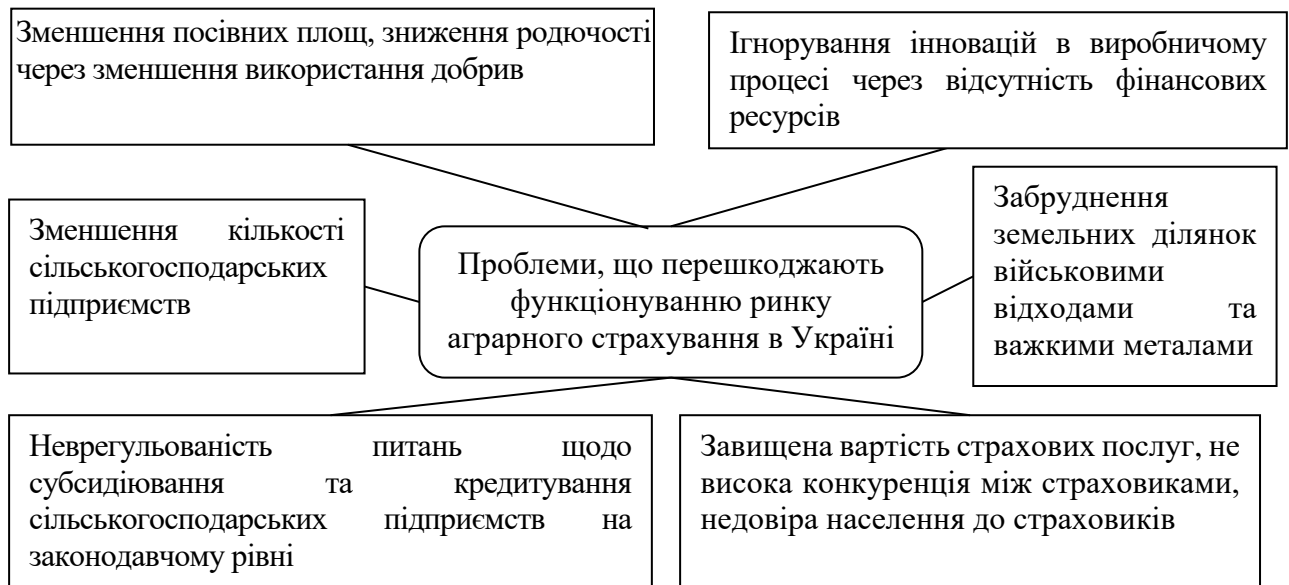 Зменшення посівних площ, зниження родючості
через зменшення використання добрив
Ігнорування інновацій в виробничому
процесі через відсутність фінансових
ресурсів
Зменшення кількості
сільськогосподарських
підприємств
Проблеми, що перешкоджають
функціонуванню ринку
аграрного страхування в Україні
Забруднення
земельних ділянок
військовими
відходами та
важкими металами
Неврегульованість питань щодо
субсидіювання та кредитування
сільськогосподарських підприємств на
законодавчому рівні
Завищена вартість страхових послуг, не
висока конкуренція між страховиками,
недовіра населення до страховиків